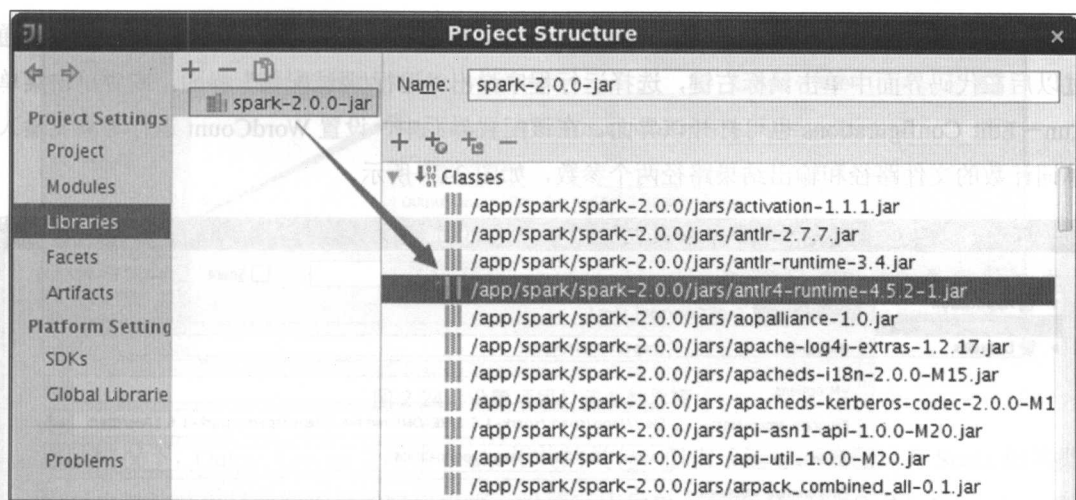 Project Structure
Project Settings
Project
Modules
Libraries
Facets
Artifacts
Platform Setting
SDKs
Global Librarie
Problems
spark-2.0.0-jar
Name: spark-2.0.0-jar
Classes
/app/spark/spark-2.0.0/jars/activation-1.1.1.jar
/app/spark/spark-2.0.0/jars/antlr-2.7.7.jar
/app/spark/spark-2.0.0/jars/antlr-runtime-3.4.jar
/app/spark/spark-2.0.0/jars/antlr4-runtime-4.5.2-1.jar
/app/spark/spark-2.0.0/jars/aopalliance-1.0.jar
/app/spark/spark-2.0.0/jars/apache-log4j-extras-1.2.17.jar
/app/spark/spark-2.0.0/jars/apacheds-i18n-2.0.0-M15.jar
/app/spark/spark-2.0.0/jars/apacheds-kerberos-codec-2.0.0-M1
/app/spark/spark-2.0.0/jars/api-asn1-api-1.0.0-M20.jar
/app/spark/spark-2.0.0/jars/api-util-1.0.0-M20.jar
/app/spark/spark-2.0.0/jars/arpack_combined_all-0.1.jar